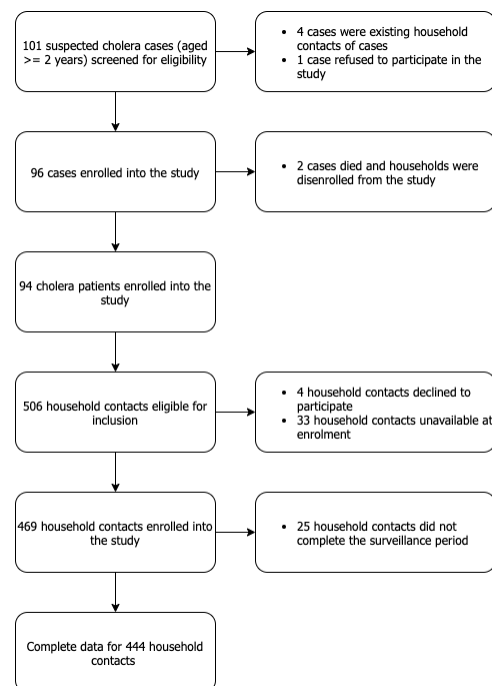 101 suspected cholera cases (aged
>= 2 years) screened for eligibility
• 4 cases were existing household
contacts of cases
• 1 case refused to participate in the
study
96 cases enrolled into the study
• 2 cases died and households were
disenrolled from the study
94 cholera patients enrolled into the
study
506 household contacts eligible for
inclusion
• 4 household contacts declined to
participate
• 33 household contacts unavailable at
enrolment
469 household contacts enrolled into
the study
• 25 household contacts did not
complete the surveillance period
Complete data for 444 household
contacts